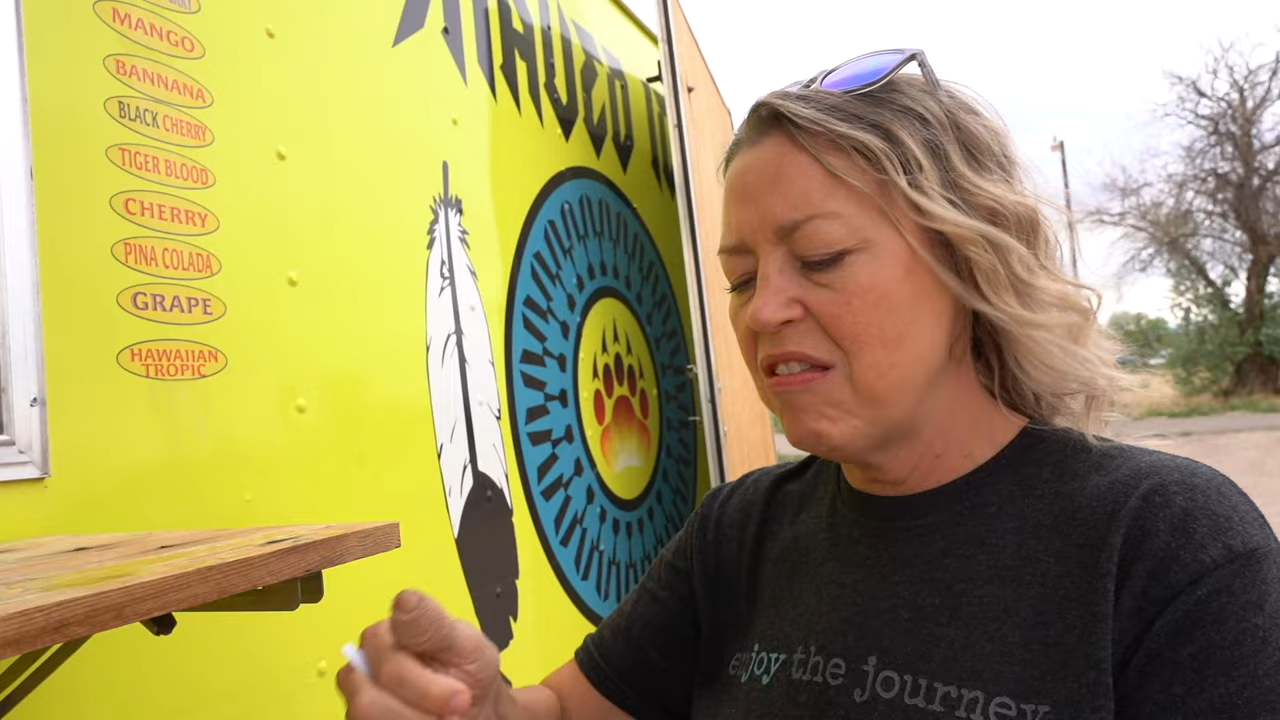 MANGO
BANNANA
BLACK CHERRY
TIGER BLOOD
CHERRY
PINA COLADA
GRAPE
HAWAIIAN
TROPIC
enjoy the journey